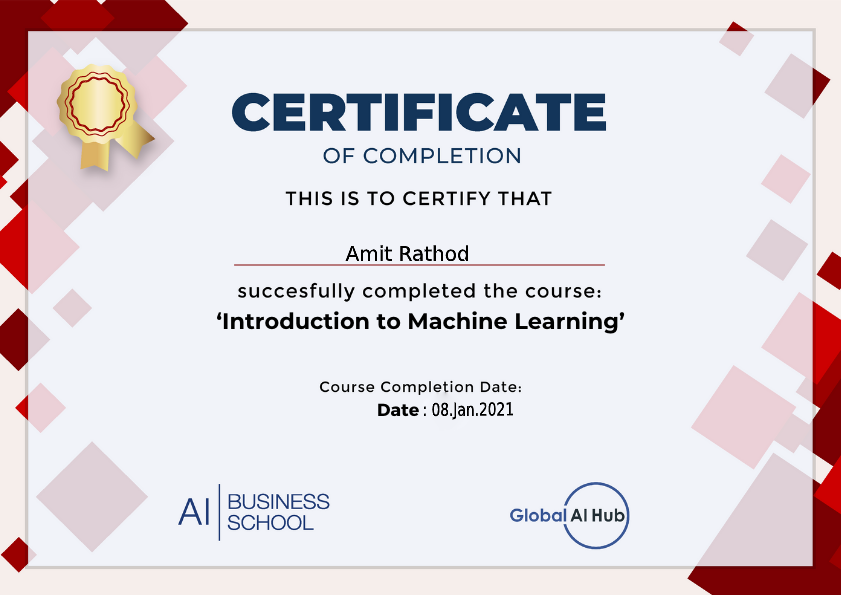 CERTIFICATE
OF COMPLETION
THIS IS TO CERTIFY THAT
Amit Rathod
succesfully completed the course:
‘Introduction to Machine Learning’
Course Completion Date:
Date : 08.Jan.2021
AI BUSINESS
SCHOOL
Global AI Hub